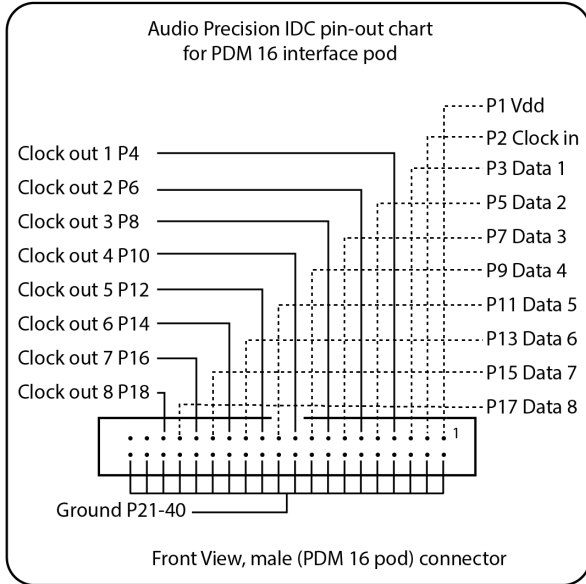 Audio Precision IDC pin-out chart
for PDM 16 interface pod
P1 Vdd
P2 Clock in
P3 Data 1
P5 Data 2
P7 Data 3
P9 Data 4
P11 Data 5
P13 Data 6
P15 Data 7
P17 Data 8
Clock out 1 P4
Clock out 2 P6
Clock out 3 P8
Clock out 4 P10
Clock out 5 P12
Clock out 6 P14
Clock out 7 P16
Clock out 8 P18
1
Ground P21-40
Front View, male (PDM 16 pod) connector